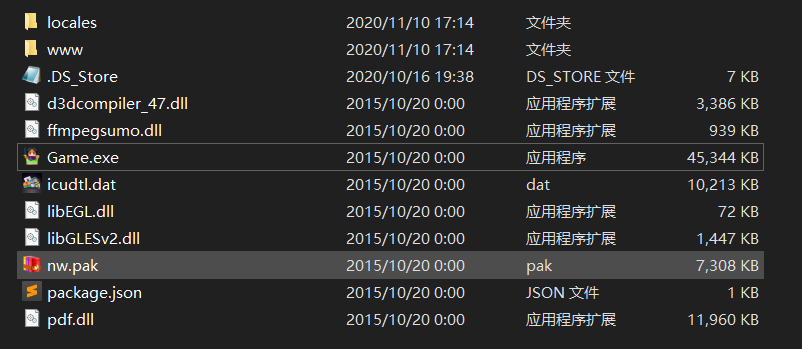 locales 2020/11/10 17:14 文件夹
www 2020/11/10 17:14 文件夹
.DS_Store 2020/10/16 19:38 DS_STORE 文件 7 KB
d3dcompiler_47.dll 2015/10/20 0:00 应用程序扩展 3,386 KB
ffmpegsumo.dll 2015/10/20 0:00 应用程序扩展 939 KB
Game.exe 2015/10/20 0:00 应用程序 45,344 KB
icudtl.dat 2015/10/20 0:00 dat 10,213 KB
libEGL.dll 2015/10/20 0:00 应用程序扩展 72 KB
libGLESv2.dll 2015/10/20 0:00 应用程序扩展 1,447 KB
nw.pak 2015/10/20 0:00 pak 7,308 KB
package.json 2015/10/20 0:00 JSON 文件 1 KB
pdf.dll 2015/10/20 0:00 应用程序扩展 11,960 KB